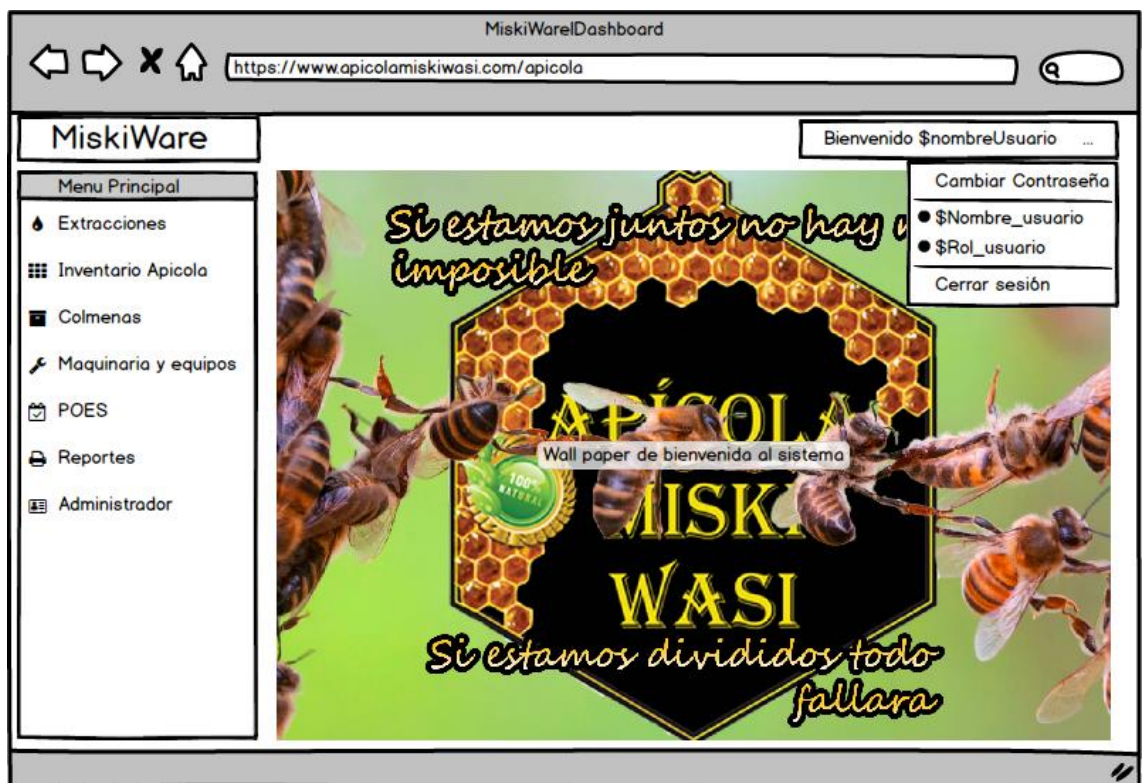 MiskiWare|Dashboard
https://www.apicolamiskiwasi.com/apicola
MiskiWare
Bienvenido $nombreUsuario ...
Menu Principal
Extracciones
Inventario Apicola
Colmenas
Maquinaria y equipos
POES
Reportes
Administrador
Cambiar Contraseña
$Nombre_usuario
$Rol_usuario
Cerrar sesión
Si estamos juntos no hay
imposible
APÍCOLA
Wall paper de bienvenida al sistema
100%
NATURAL
MISKI
WASI
Si estamos divididos todo
fallara